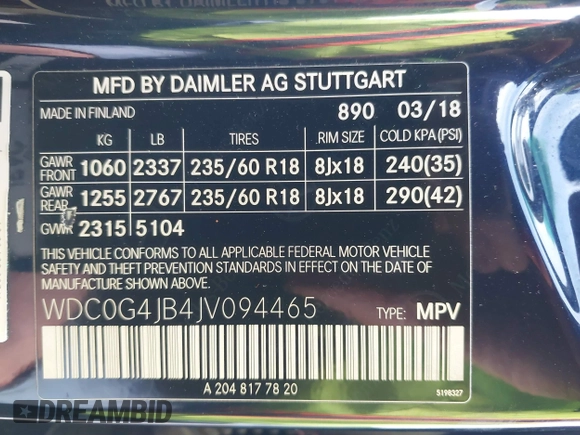 MFD BY DAIMLER AG STUTTGART
MADE IN FINLAND 890 03/18
KG LB TIRES RIM SIZE COLD KPA (PSI)
GAWR FRONT 1060 2337 235/60 R18 8Jx18 240(35)
GAWR REAR 1255 2767 235/60 R18 8Jx18 290(42)
GVWR 2315 5104
THIS VEHICLE CONFORMS TO ALL APPLICABLE FEDERAL MOTOR VEHICLE
SAFETY AND THEFT PREVENTION STANDARDS IN EFFECT ON THE DATE OF
MANUFACTURE SHOWN ABOVE.
WDC0G4JB4JV094465 TYPE: MPV
A 204 817 78 20
5198327
DREAMBID